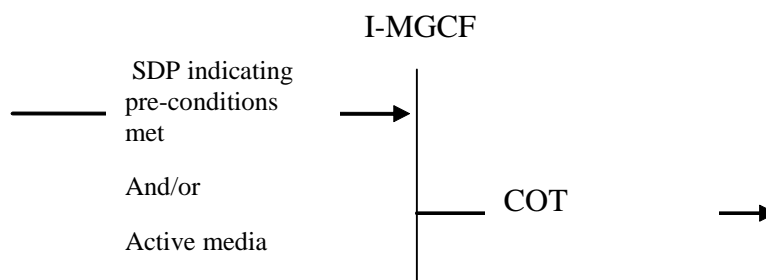 I-MGCF
SDP indicating
pre-conditions
met
And/or
Active media
COT